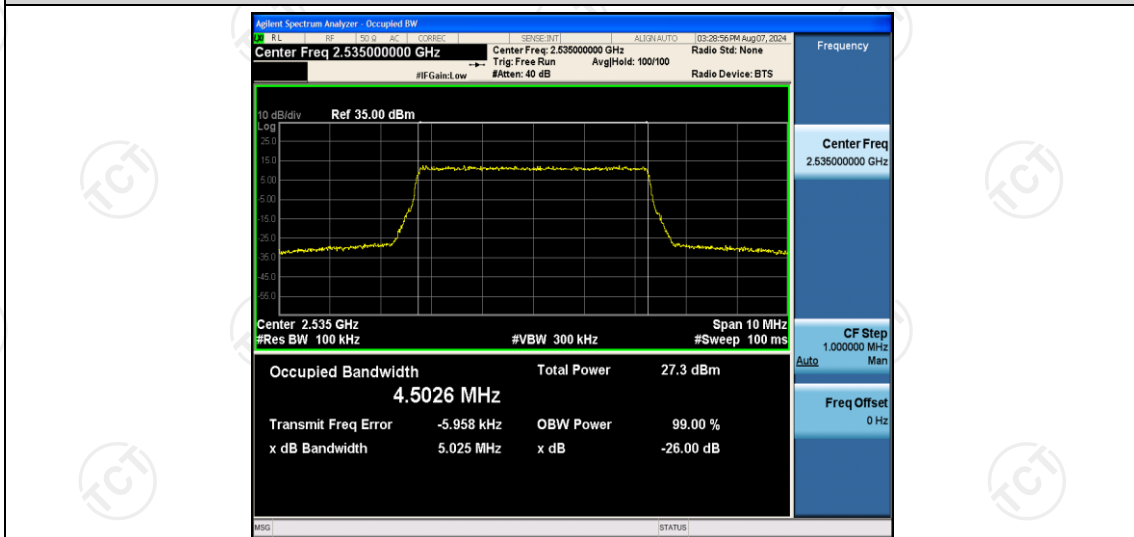 Agilent Spectrum Analyzer - Occupied BW
RL RF 50 Ω AC CORREC SENSE:INT ALIGNAUTO 03:28:56 PM Aug 07, 2024
Center Freq 2.535000000 GHz
Center Freq: 2.535000000 GHz
Radio Std: None
Trig: Free Run Avg|Hold: 100/100
#IFGain:Low
#Atten: 40 dB
Radio Device: BTS
10 dB/div Ref 35.00 dBm
Log
25.0
15.0
5.00
-5.00
-15.0
-25.0
-35.0
-45.0
-55.0
Center 2.535 GHz Span 10 MHz
#Res BW 100 kHz #VBW 300 kHz #Sweep 100 ms
Occupied Bandwidth Total Power 27.3 dBm
4.5026 MHz
Transmit Freq Error -5.958 kHz OBW Power 99.00 %
x dB Bandwidth 5.025 MHz x dB -26.00 dB
MSG STATUS
Frequency
Center Freq
2.535000000 GHz
CF Step
1.000000 MHz
Auto Man
Freq Offset
0 Hz
TCT
TCT
TCT
TCT